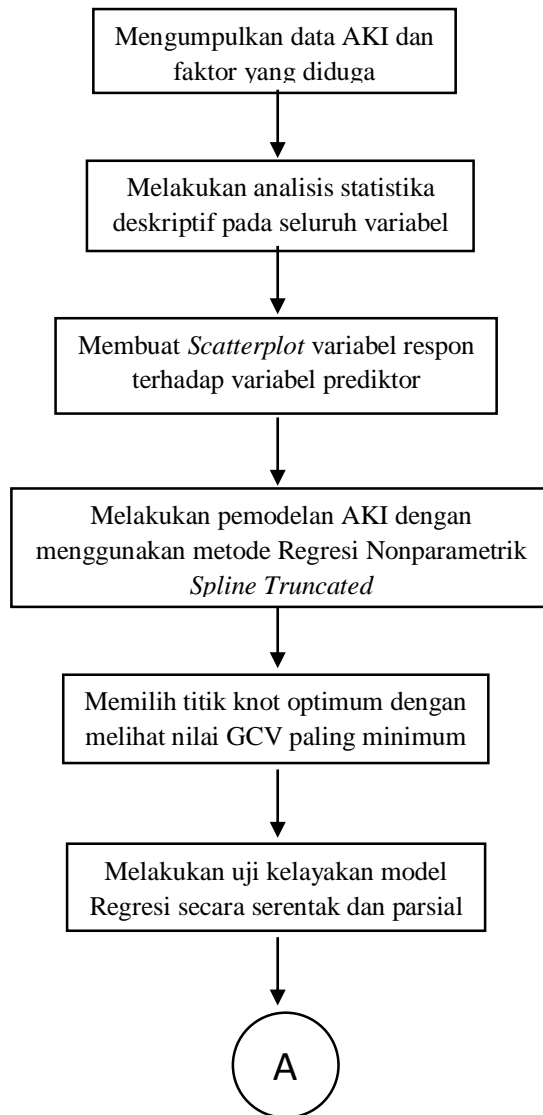 Mengumpulkan data AKI dan
faktor yang diduga
Melakukan analisis statistika
deskriptif pada seluruh variabel
Membuat Scatterplot variabel respon
terhadap variabel prediktor
Melakukan pemodelan AKI dengan
menggunakan metode Regresi Nonparametrik
Spline Truncated
Memilih titik knot optimum dengan
melihat nilai GCV paling minimum
Melakukan uji kelayakan model
Regresi secara serentak dan parsial
A